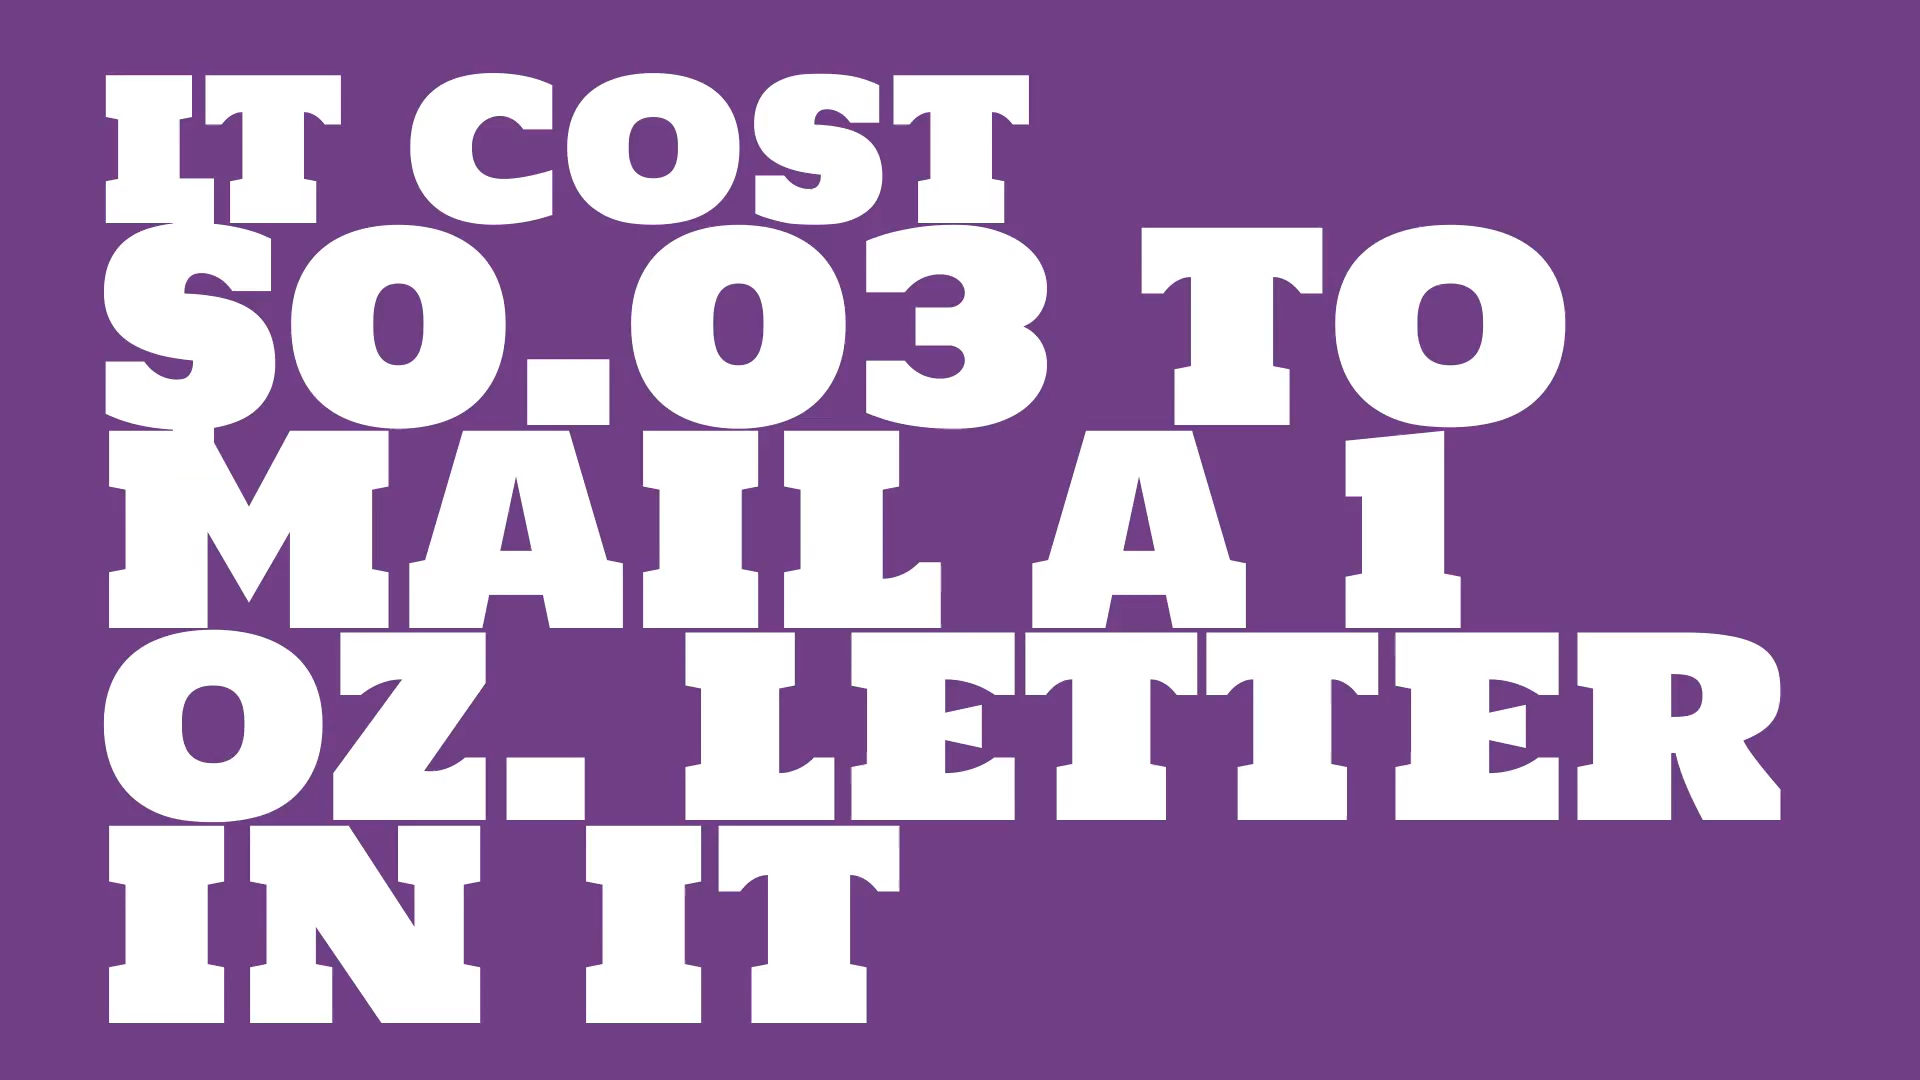 IT COST
$0.03 TO
MAIL A 1
OZ. LETTER
IN IT